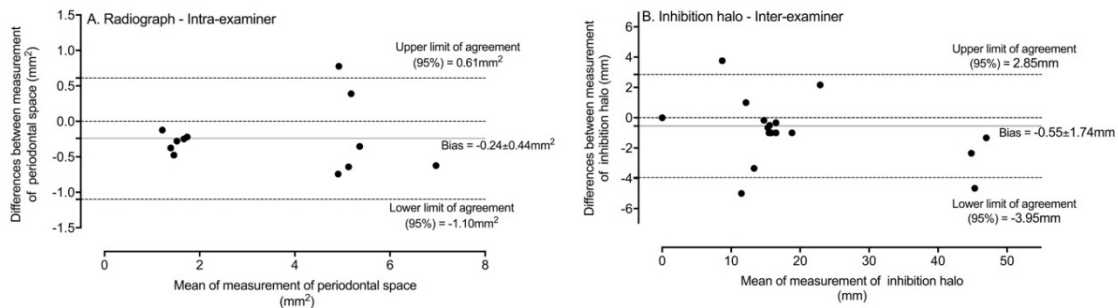 A. Radograph - Intra-examiner
Differences between measurement
of periodontal space (mm²)
1.5
1.0
0.5
0.0
-0.5
-1.0
-1.5
Upper limit of agreement
(95%) = 0.61mm²
Bias = -0.24±0.44mm²
Lower limit of agreement
(95%) = -1.10mm²
0 2 4 6 8
Mean of measurement of periodontal space
(mm²)
B. Inhibition halo - Inter-examiner
Differences between measurement
of inhibition halo (mm)
6
4
2
0
-2
-4
-6
Upper limit of agreement
(95%) = 2.85mm
Bias = -0.55±1.74mm
Lower limit of agreement
(95%) = -3.95mm
0 10 20 30 40 50
Mean of measurement of inhibition halo
(mm)